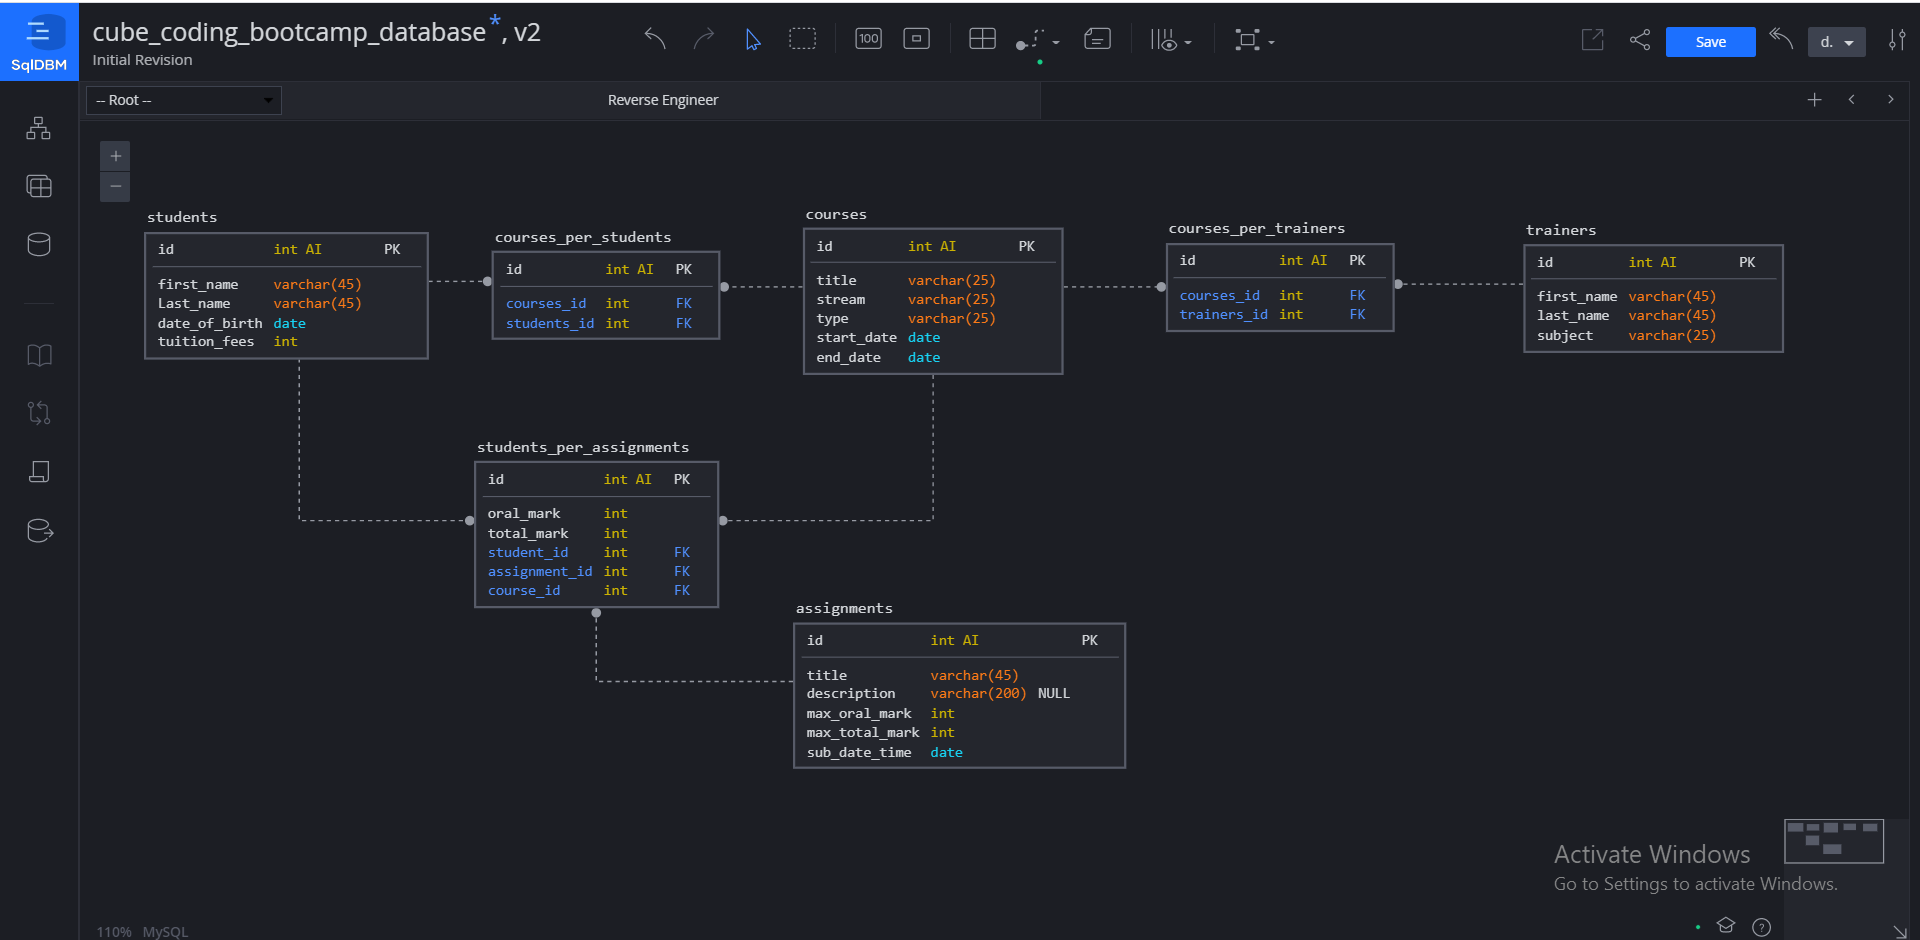 cube_coding_bootcamp_database*, v2
Initial Revision
SqlDBM
100
Save
d.
-- Root --
Reverse Engineer
+
−
students
id int AI PK
first_name varchar(45)
Last_name varchar(45)
date_of_birth date
tuition_fees int
courses_per_students
id int AI PK
courses_id int FK
students_id int FK
courses
id int AI PK
title varchar(25)
stream varchar(25)
type varchar(25)
start_date date
end_date date
courses_per_trainers
id int AI PK
courses_id int FK
trainers_id int FK
trainers
id int AI PK
first_name varchar(45)
last_name varchar(45)
subject varchar(25)
students_per_assignments
id int AI PK
oral_mark int
total_mark int
student_id int FK
assignment_id int FK
course_id int FK
assignments
id int AI PK
title varchar(45)
description varchar(200) NULL
max_oral_mark int
max_total_mark int
sub_date_time date
Activate Windows
Go to Settings to activate Windows.
110% MySQL
?